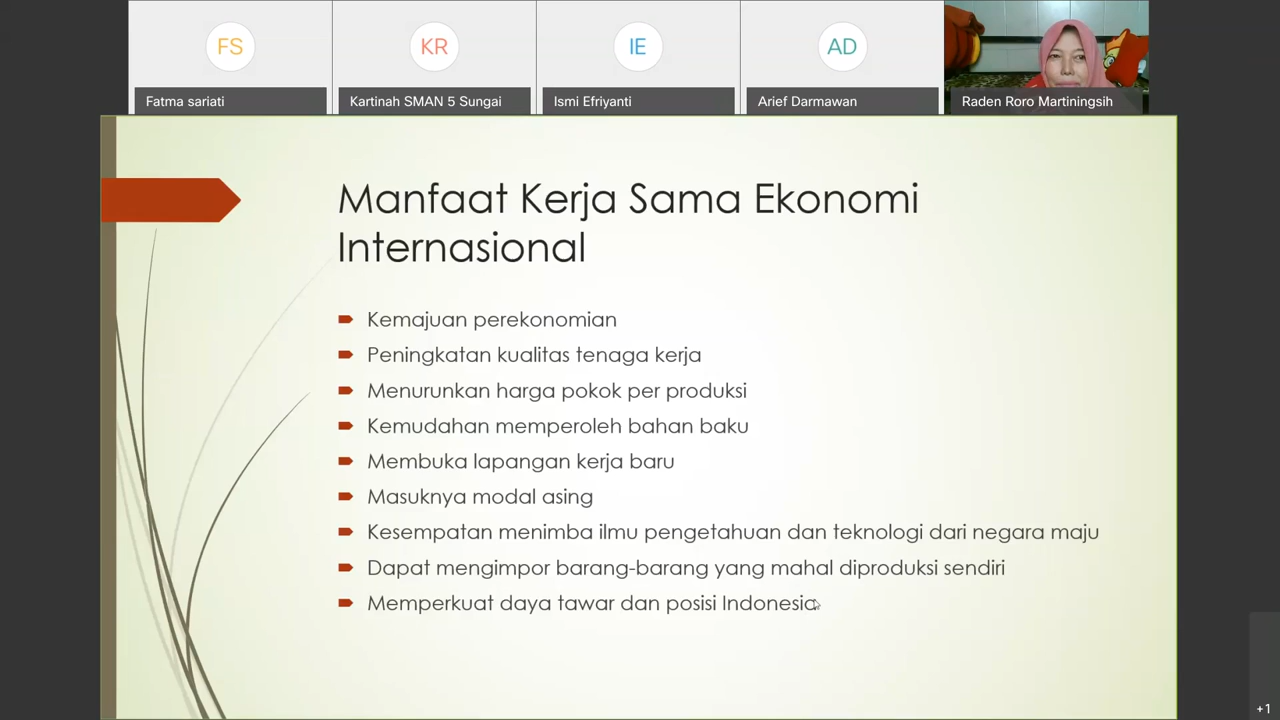 FS
KR
IE
AD
Fatma sariati
Kartinah SMAN 5 Sungai
Ismi Efriyanti
Arief Darmawan
Raden Roro Martiningsih
Manfaat Kerja Sama Ekonomi
Internasional
Kemajuan perekonomian
Peningkatan kualitas tenaga kerja
Menurunkan harga pokok per produksi
Kemudahan memperoleh bahan baku
Membuka lapangan kerja baru
Masuknya modal asing
Kesempatan menimba ilmu pengetahuan dan teknologi dari negara maju
Dapat mengimpor barang-barang yang mahal diproduksi sendiri
Memperkuat daya tawar dan posisi Indonesia
+1